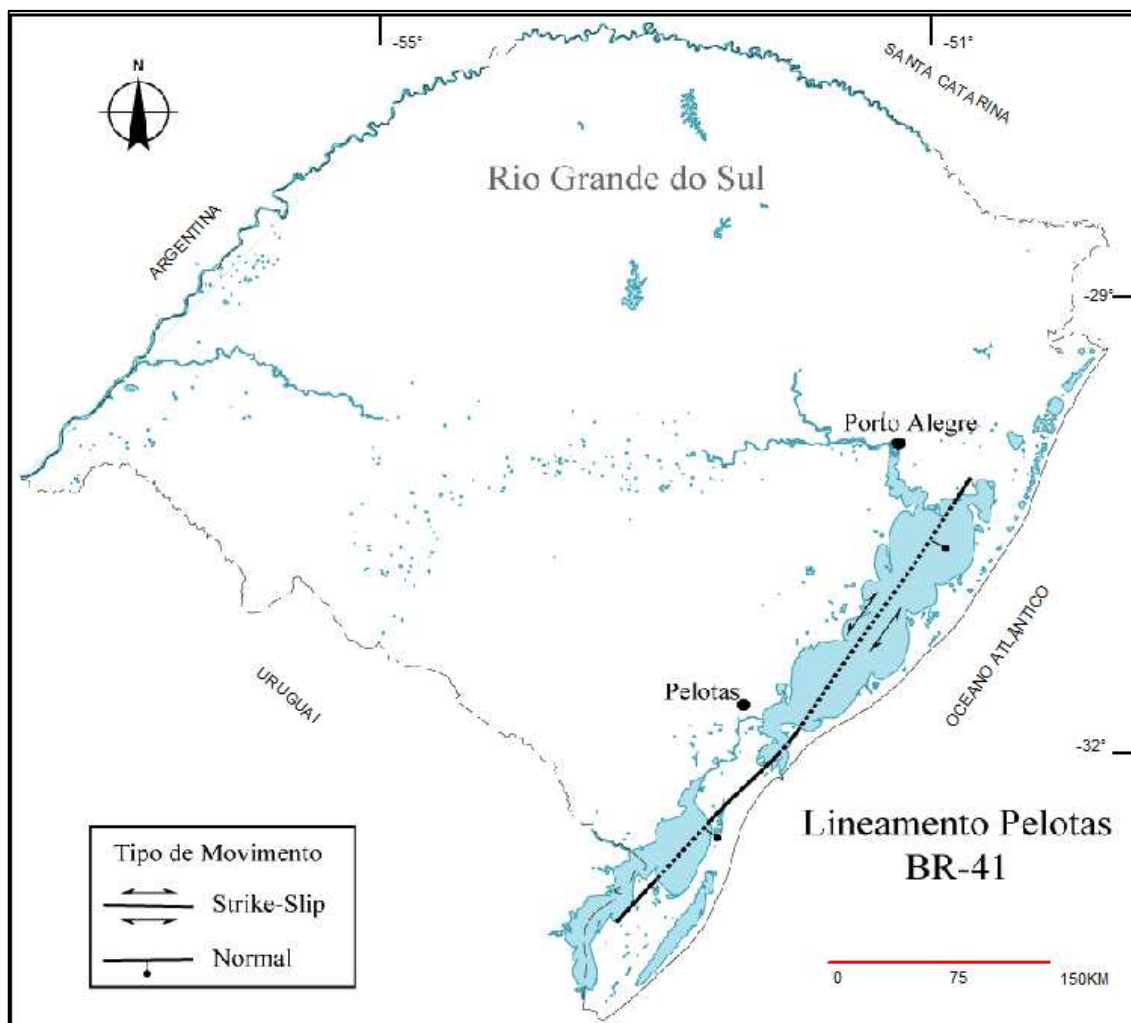 -55°
-51°
SANTA CATARINA
N
Rio Grande do Sul
ARGENTINA
-29°
Porto Alegre
OCEANO ATLÂNTICO
URUGUAI
Pelotas
-32°
Lineamento Pelotas
BR-41
Tipo de Movimento
Strike-Slip
Normal
0 75 150KM